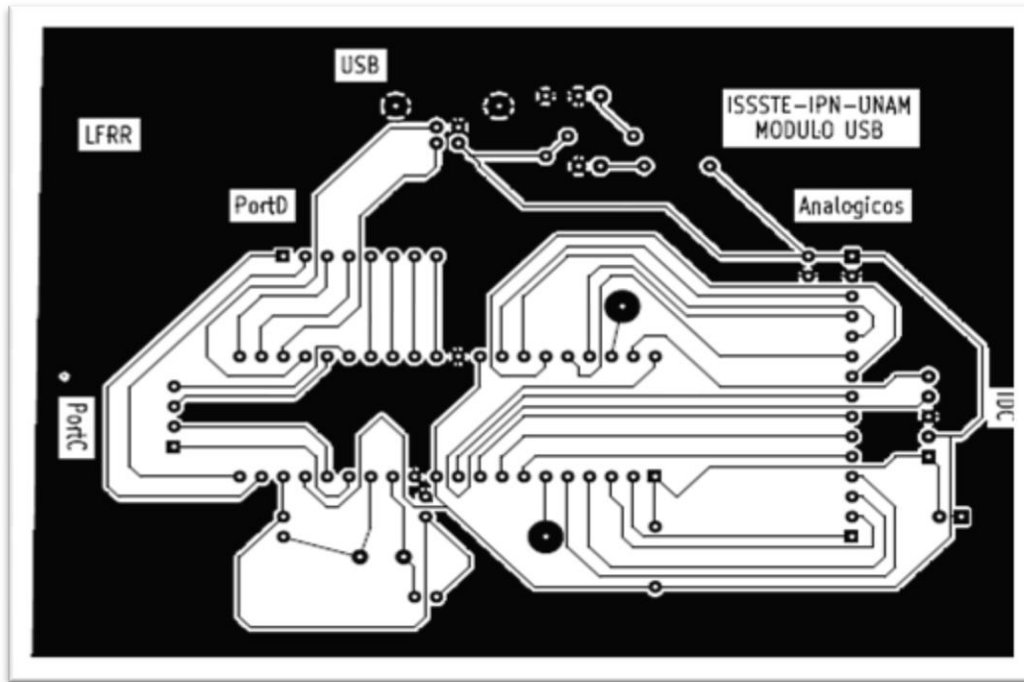 USB
ISSSTE-IPN-UNAM
MODULO USB
LFRR
PortD
Analogicos
PortC
IDC